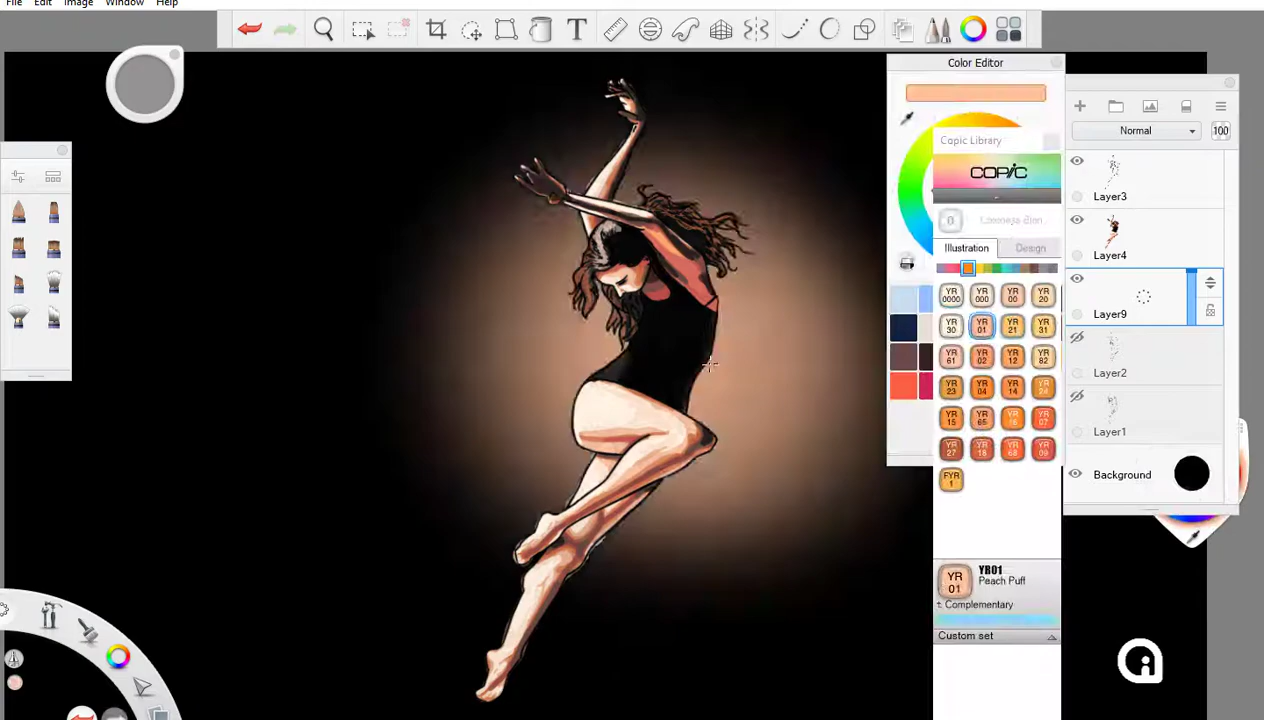 File Edit Image Window Help
T
Color Editor
Copic Library
COPIC
0
Illustration Design
YR 0000 YR 000 YR 00 YR 20
YR 30 YR 01 YR 21 YR 31
YR 61 YR 02 YR 12 YR 82
YR 23 YR 04 YR 14 YR 24
YR 15 YR 65 YR 16 YR 07
YR 27 YR 18 YR 68 YR 09
FYR 1
YR 01
YR01
Peach Puff
t: Complementary
Custom set
Normal 100
Layer3
Layer4
Layer9
Layer2
Layer1
Background